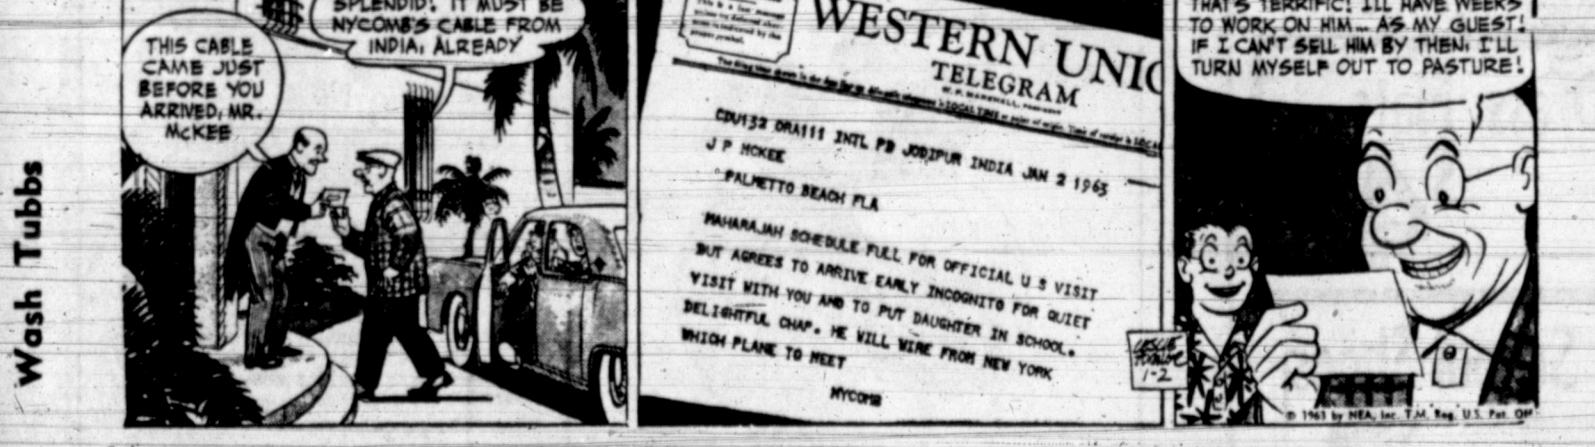 Wash Tubbs
THIS CABLE
CAME JUST
BEFORE YOU
ARRIVED, MR.
McKEE
SPLENDID! IT MUST BE
NYCOMB'S CABLE FROM
INDIA, ALREADY
WESTERN UNIO
TELEGRAM
W. P. MARSHALL, PRESIDENT
CDU132 DRA111 INTL PD JODIPUR INDIA JAN 2 1963
J P MCKEE
PALMETTO BEACH FLA
MAHARAJAH SCHEDULE FULL FOR OFFICIAL U S VISIT
BUT AGREES TO ARRIVE EARLY INCOGNITO FOR QUIET
VISIT WITH YOU AND TO PUT DAUGHTER IN SCHOOL.
DELIGHTFUL CHAP. HE WILL WIRE FROM NEW YORK
WHICH PLANE TO MEET
NYCOMB
LESLIE
TURNER
1-2
THAT'S TERRIFIC! I'LL HAVE WEEKS
TO WORK ON HIM... AS MY GUEST!
IF I CAN'T SELL HIM BY THEN, I'LL
TURN MYSELF OUT TO PASTURE!
© 1963 by NEA, Inc. T.M. Reg. U.S. Pat. Off